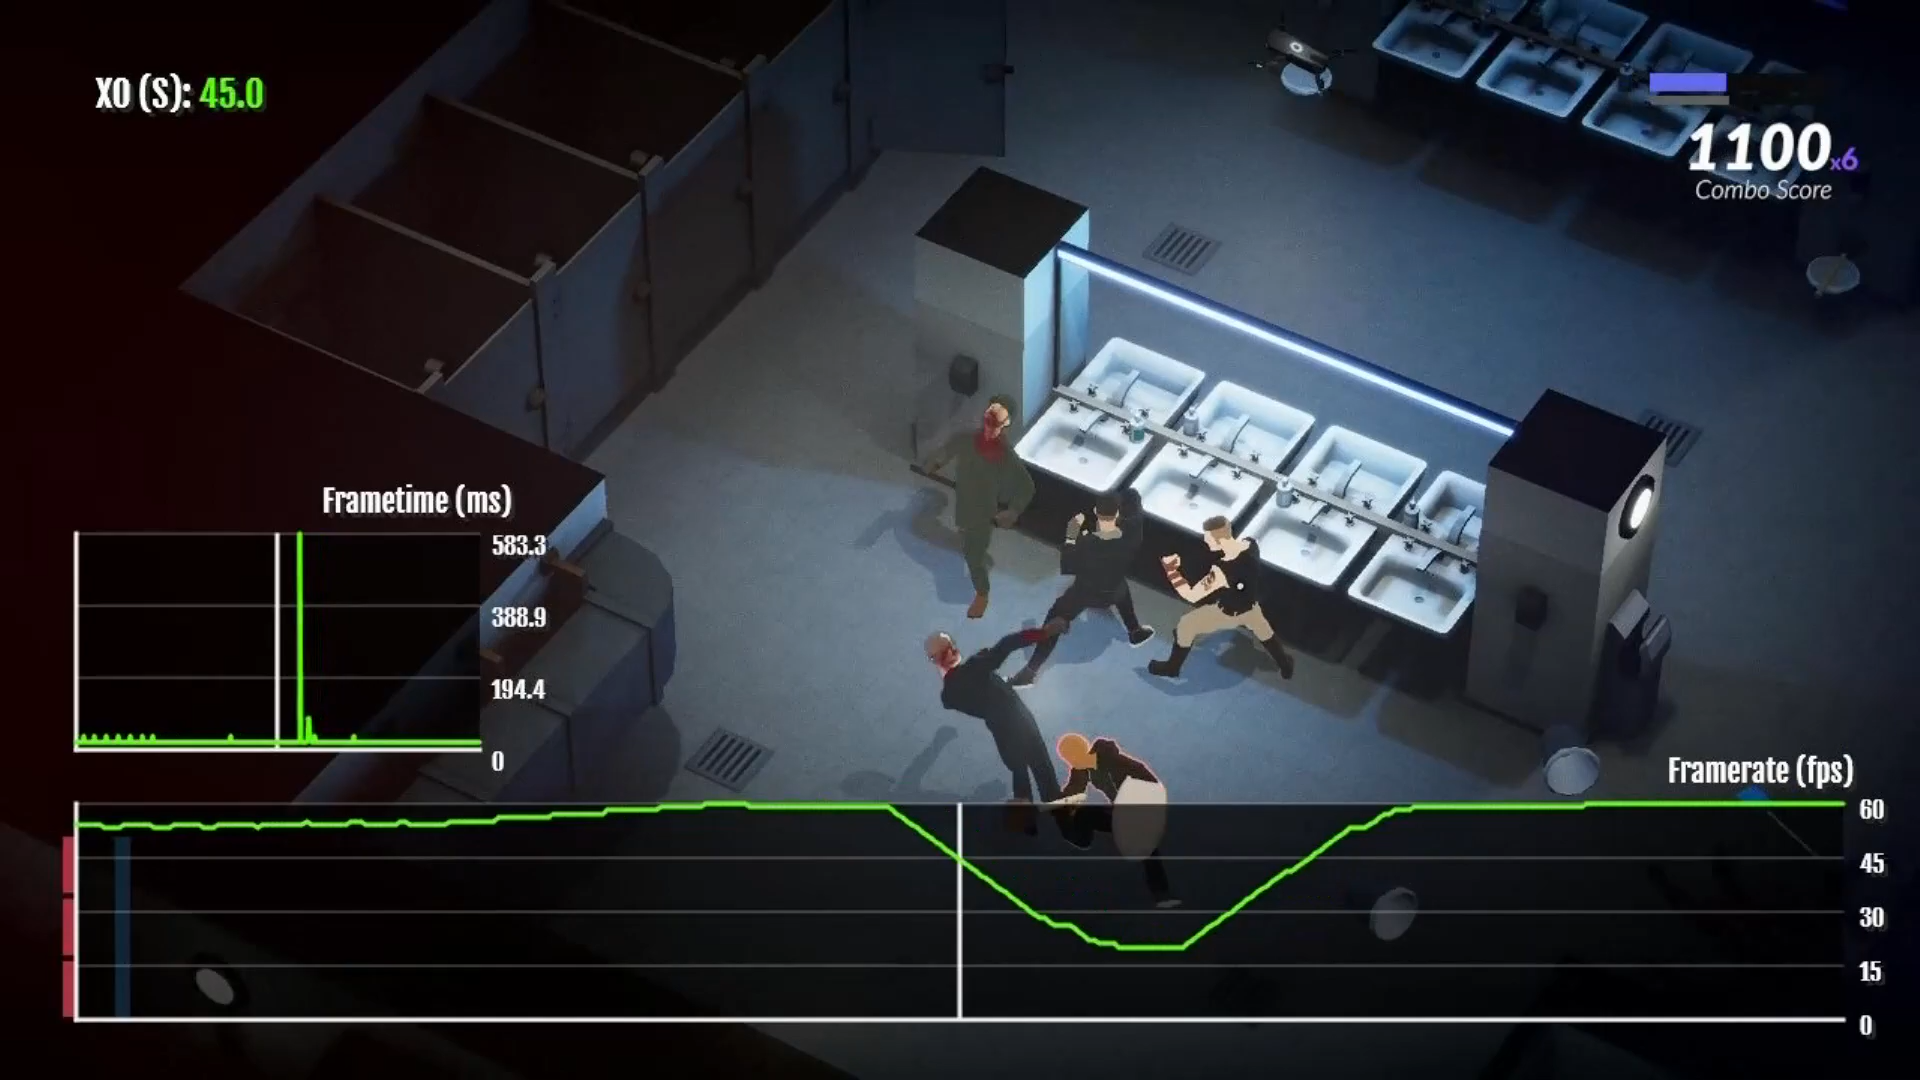 XO (S): 45.0
1100x6
Combo Score
Frametime (ms)
583.3
388.9
194.4
0
Framerate (fps)
60
45
30
15
0